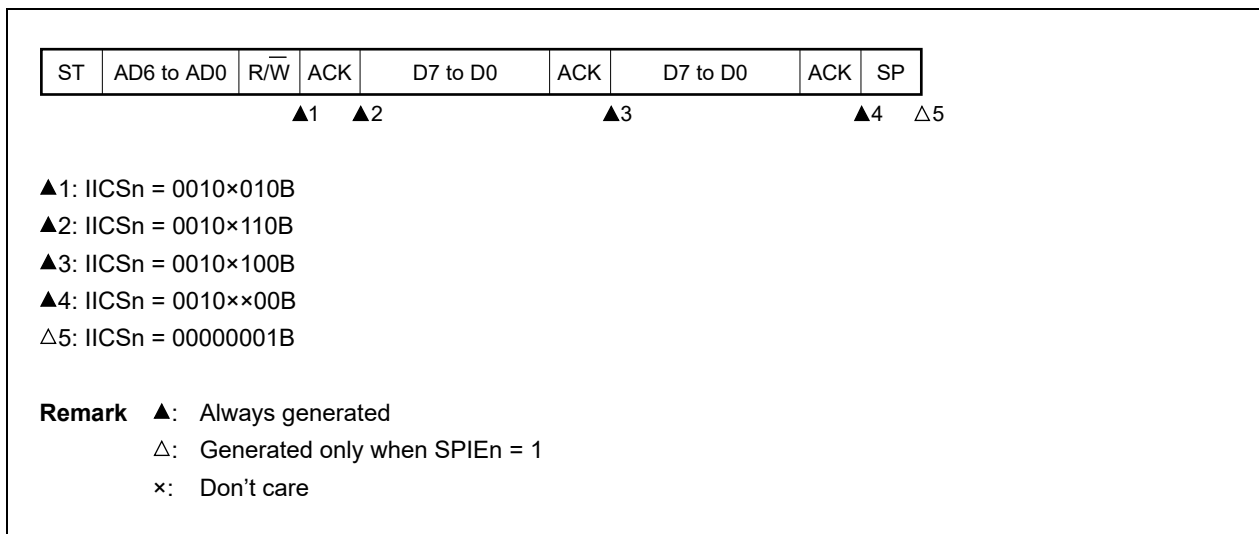 ST AD6 to AD0 R/W̅ ACK D7 to D0 ACK D7 to D0 ACK SP
▲1 ▲2 ▲3 ▲4 △5
▲1: IICSn = 0010×010B
▲2: IICSn = 0010×110B
▲3: IICSn = 0010×100B
▲4: IICSn = 0010××00B
△5: IICSn = 00000001B
Remark ▲: Always generated
△: Generated only when SPIEn = 1
×: Don't care